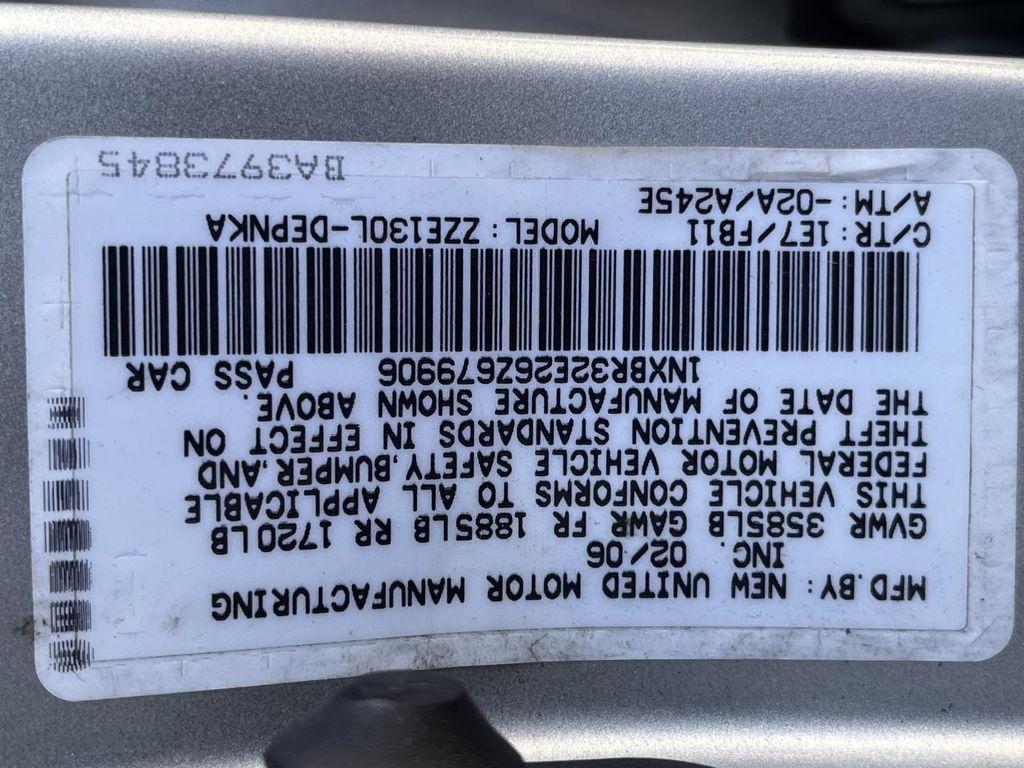 MFD.BY: NEW UNITED MOTOR MANUFACTURING
INC. 02/06
GVWR 3585LB GAWR FR 1885LB RR 1720LB
THIS VEHICLE CONFORMS TO ALL APPLICABLE
FEDERAL MOTOR VEHICLE SAFETY,BUMPER,AND
THEFT PREVENTION STANDARDS IN EFFECT ON
THE DATE OF MANUFACTURE SHOWN ABOVE.
1NXBR32E26Z679906 PASS CAR
C/TR: 1E7/FB11 MODEL: ZZE130L-DEPNKA
A/TM:-02A/A245E
BA3973845